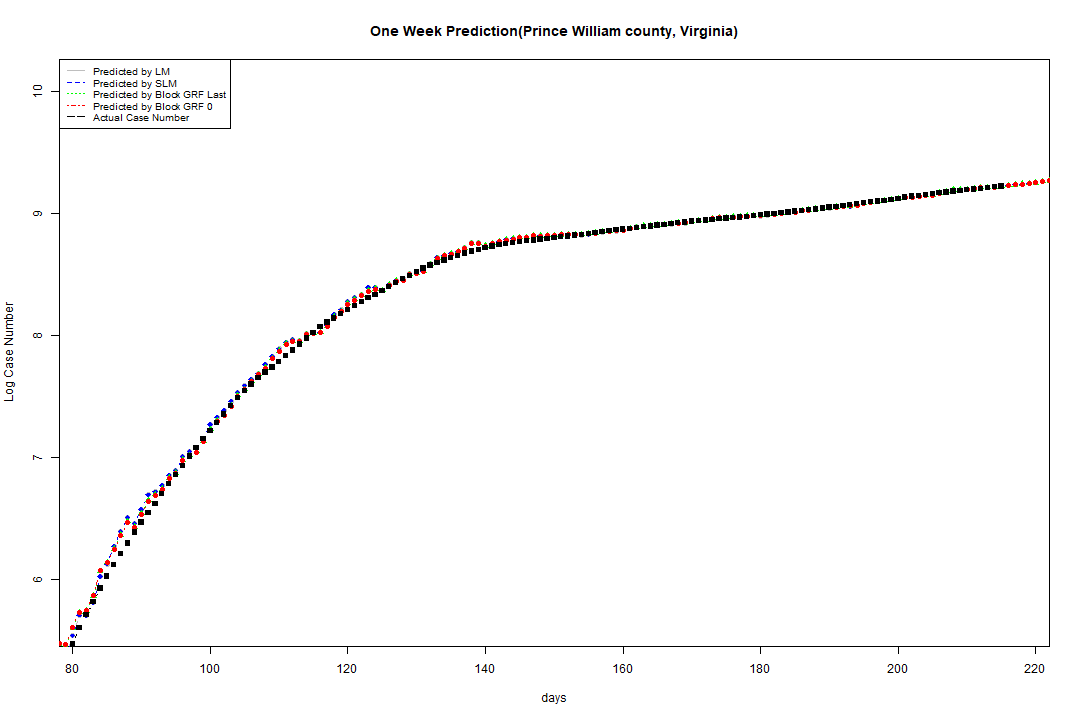 One Week Prediction(Prince William county, Virginia)
Predicted by LM
Predicted by SLM
Predicted by Block GRF Last
Predicted by Block GRF 0
Actual Case Number
10
9
8
7
6
Log Case Number
80 100 120 140 160 180 200 220
days